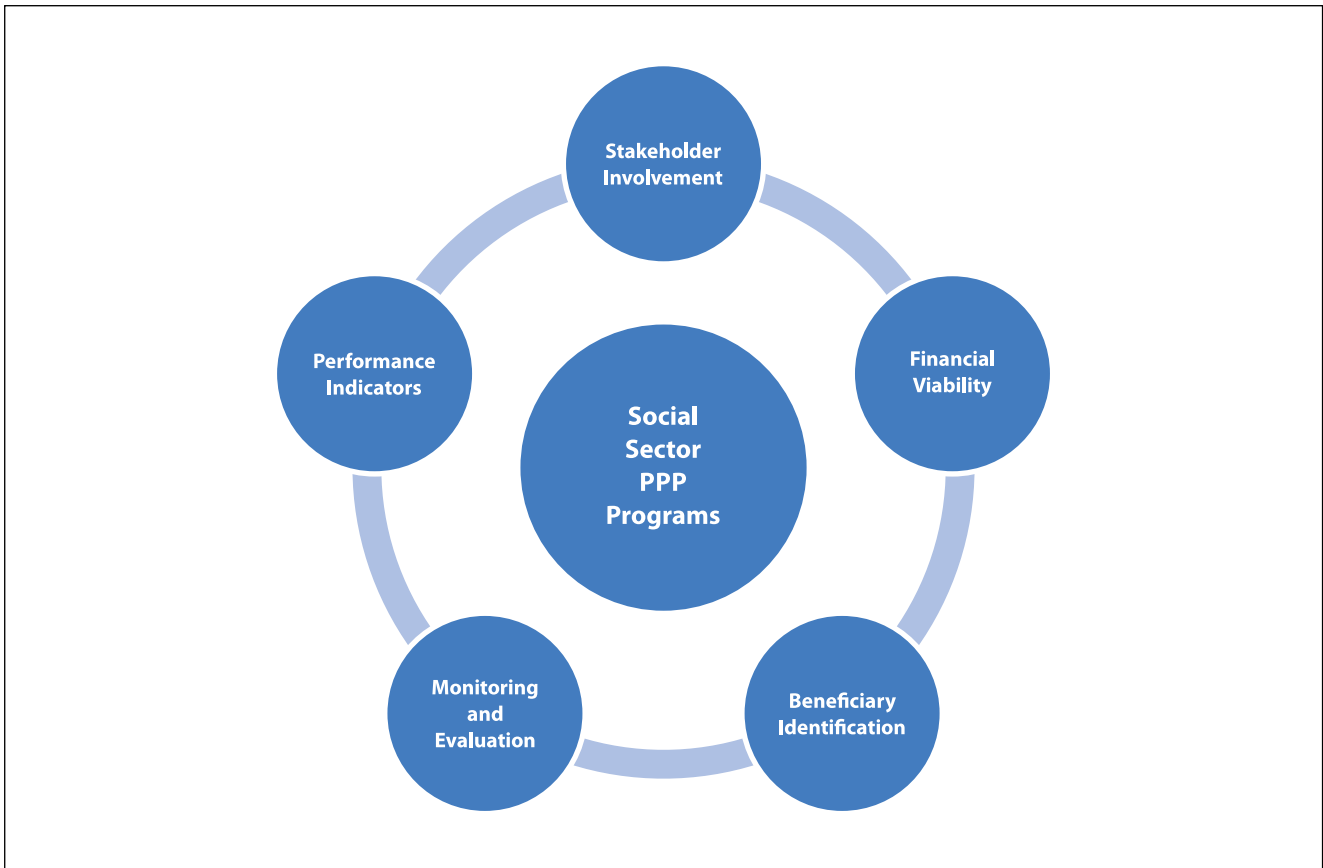 Stakeholder
Involvement
Financial
Viability
Beneficiary
Identification
Monitoring
and
Evaluation
Performance
Indicators
Social
Sector
PPP
Programs